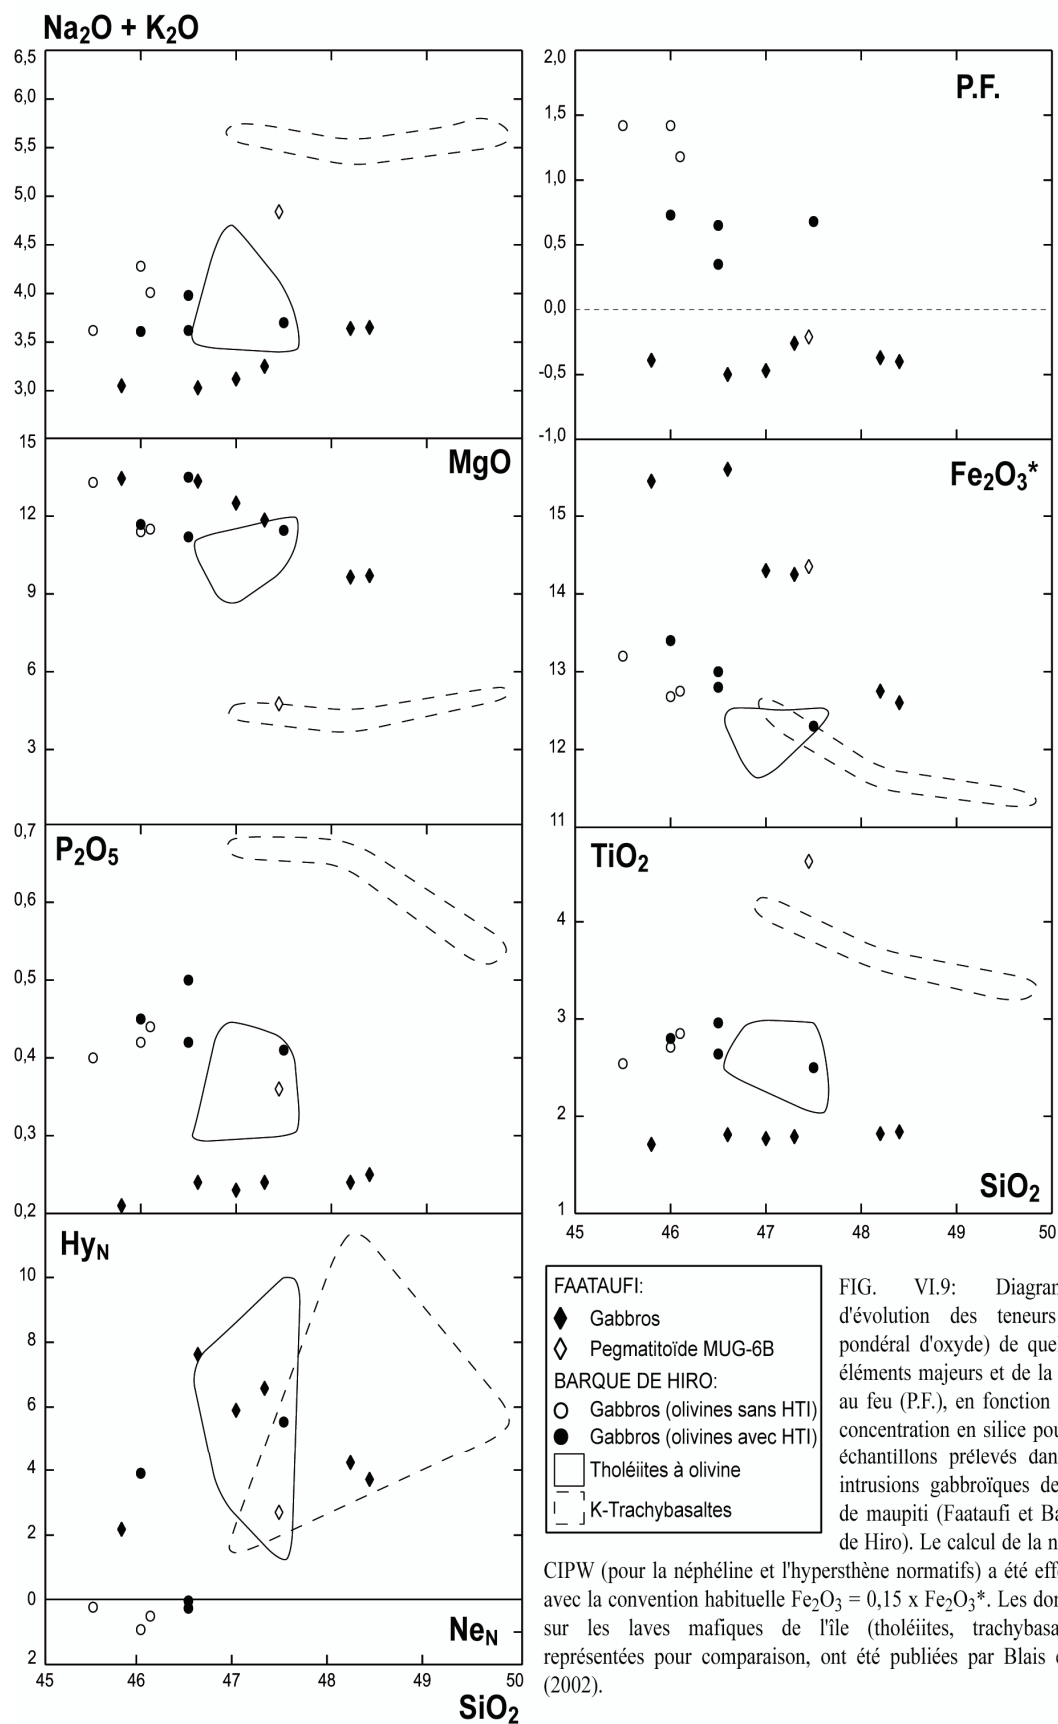 Na2O + K2O
6,5
6,0
5,5
5,0
4,5
4,0
3,5
3,0
MgO
15
12
9
6
3
P2O5
0,7
0,6
0,5
0,4
0,3
0,2
HyN
10
8
6
4
2
0
NeN
2
45 46 47 48 49 50
SiO2
P.F.
2,0
1,5
1,0
0,5
0,0
-0,5
-1,0
Fe2O3*
15
14
13
12
11
TiO2
4
3
2
1
SiO2
45 46 47 48 49 50
FAATAUFI:
Gabbros
Pegmatitoïde MUG-6B
BARQUE DE HIRO:
Gabbros (olivines sans HTI)
Gabbros (olivines avec HTI)
Tholéiites à olivine
K-Trachybasaltes
FIG. VI.9: Diagram
d'évolution des teneurs
pondéral d'oxyde) de que
éléments majeurs et de la
au feu (P.F.), en fonction
concentration en silice pou
échantillons prélevés dan
intrusions gabbroïques de
de maupiti (Faataufi et Ba
de Hiro). Le calcul de la n
CIPW (pour la néphéline et l'hypersthène normatifs) a été effe
avec la convention habituelle Fe2O3 = 0,15 x Fe2O3*. Les don
sur les laves mafiques de l'île (tholéiites, trachybasa
représentées pour comparaison, ont été publiées par Blais e
(2002).